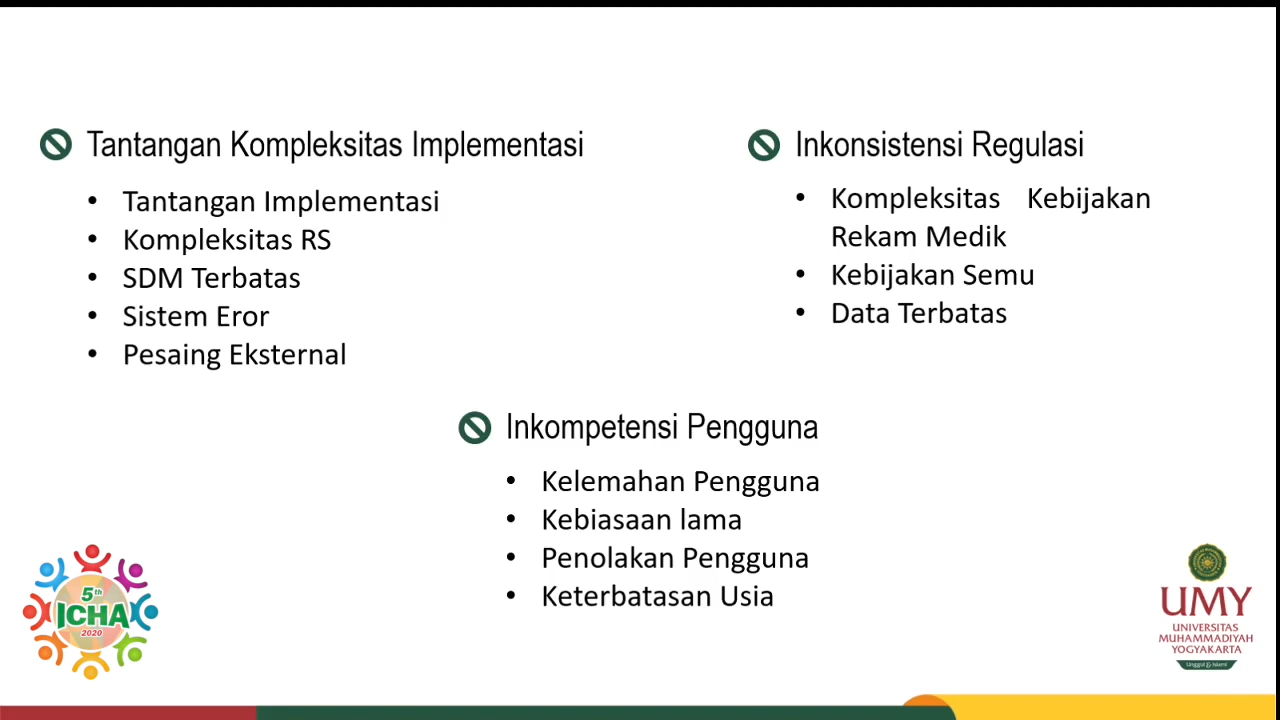 Tantangan Kompleksitas Implementasi
• Tantangan Implementasi
• Kompleksitas RS
• SDM Terbatas
• Sistem Eror
• Pesaing Eksternal
Inkonsistensi Regulasi
• Kompleksitas Kebijakan
Rekam Medik
• Kebijakan Semu
• Data Terbatas
Inkompetensi Pengguna
• Kelemahan Pengguna
• Kebiasaan lama
• Penolakan Pengguna
• Keterbatasan Usia
5th
ICHA
2020
UMY
UNIVERSITAS
MUHAMMADIYAH
YOGYAKARTA
Unggul & Islami